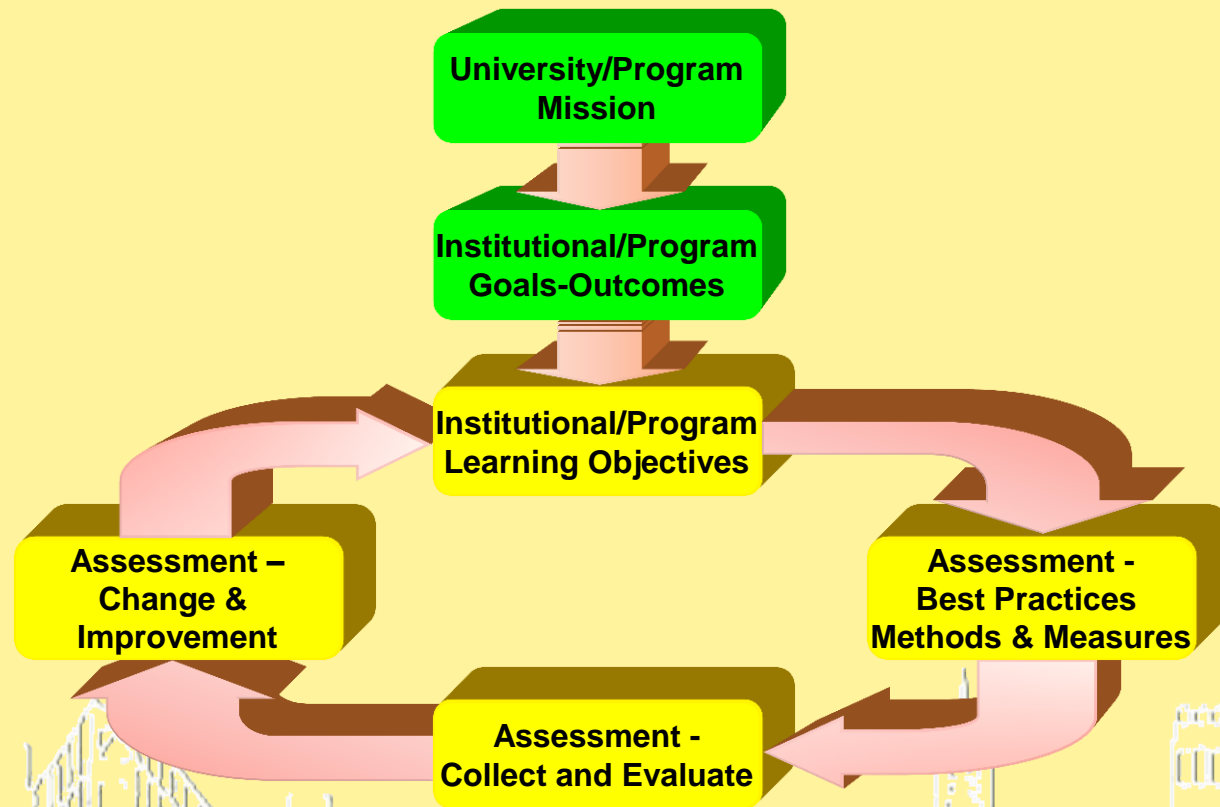 University/Program
Mission
Institutional/Program
Goals-Outcomes
Institutional/Program
Learning Objectives
Assessment –
Change &
Improvement
Assessment -
Best Practices
Methods & Measures
Assessment -
Collect and Evaluate